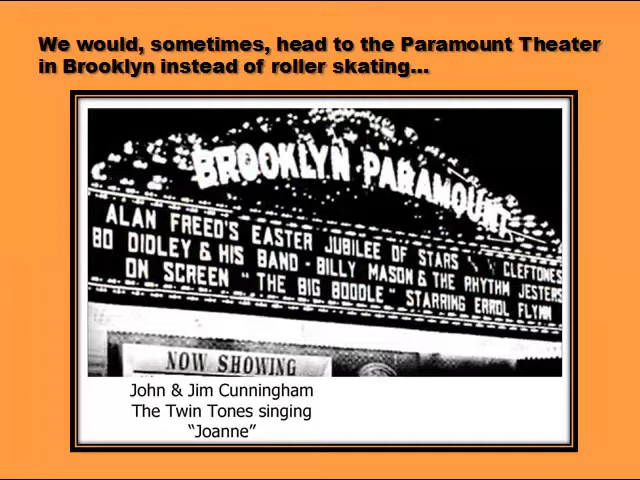 We would, sometimes, head to the Paramount Theater
in Brooklyn instead of roller skating...
BROOKLYN PARAMOUNT
ALAN FREED'S EASTER JUBILEE OF STARS CLEFTONES
BO DIDLEY & HIS BAND - BILLY MASON & THE RHYTHM JESTERS
ON SCREEN "THE BIG BOODLE" STARRING ERROL FLYNN
NOW SHOWING
John & Jim Cunningham
The Twin Tones singing
“Joanne”